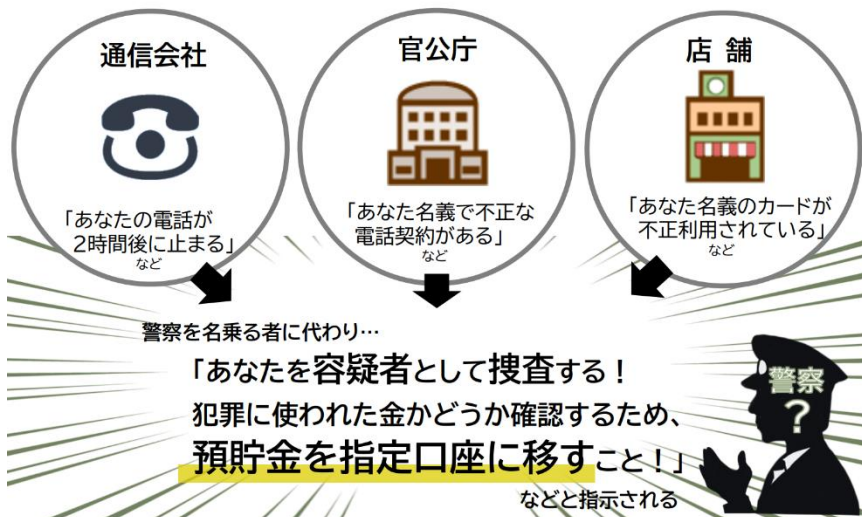 通信会社
「あなたの電話が
2時間後に止まる」
など
官公庁
「あなた名義で不正な
電話契約がある」
など
店 舗
「あなた名義のカードが
不正利用されている」
など
警察を名乗る者に代わり…
「あなたを容疑者として捜査する！
犯罪に使われた金かどうか確認するため、
預貯金を指定口座に移すこと！」
などと指示される
警察
？